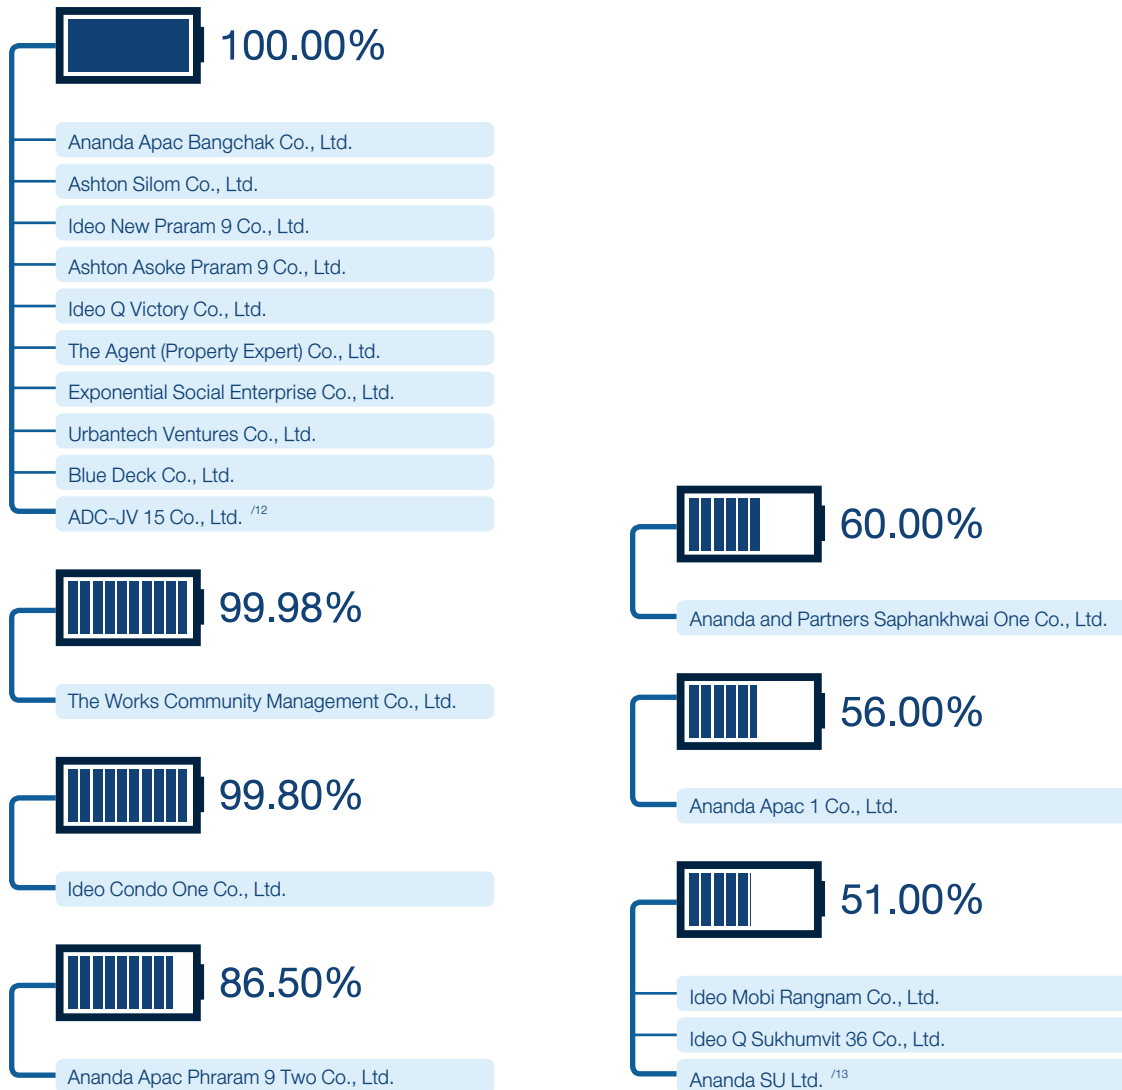 100.00%
Ananda Apac Bangchak Co., Ltd.
Ashton Silom Co., Ltd.
Ideo New Praram 9 Co., Ltd.
Ashton Asoke Praram 9 Co., Ltd.
Ideo Q Victory Co., Ltd.
The Agent (Property Expert) Co., Ltd.
Exponential Social Enterprise Co., Ltd.
Urbantech Ventures Co., Ltd.
Blue Deck Co., Ltd.
ADC-JV 15 Co., Ltd. /12
99.98%
The Works Community Management Co., Ltd.
99.80%
Ideo Condo One Co., Ltd.
86.50%
Ananda Apac Phraram 9 Two Co., Ltd.
60.00%
Ananda and Partners Saphankhwai One Co., Ltd.
56.00%
Ananda Apac 1 Co., Ltd.
51.00%
Ideo Mobi Rangnam Co., Ltd.
Ideo Q Sukhumvit 36 Co., Ltd.
Ananda SU Ltd. /13